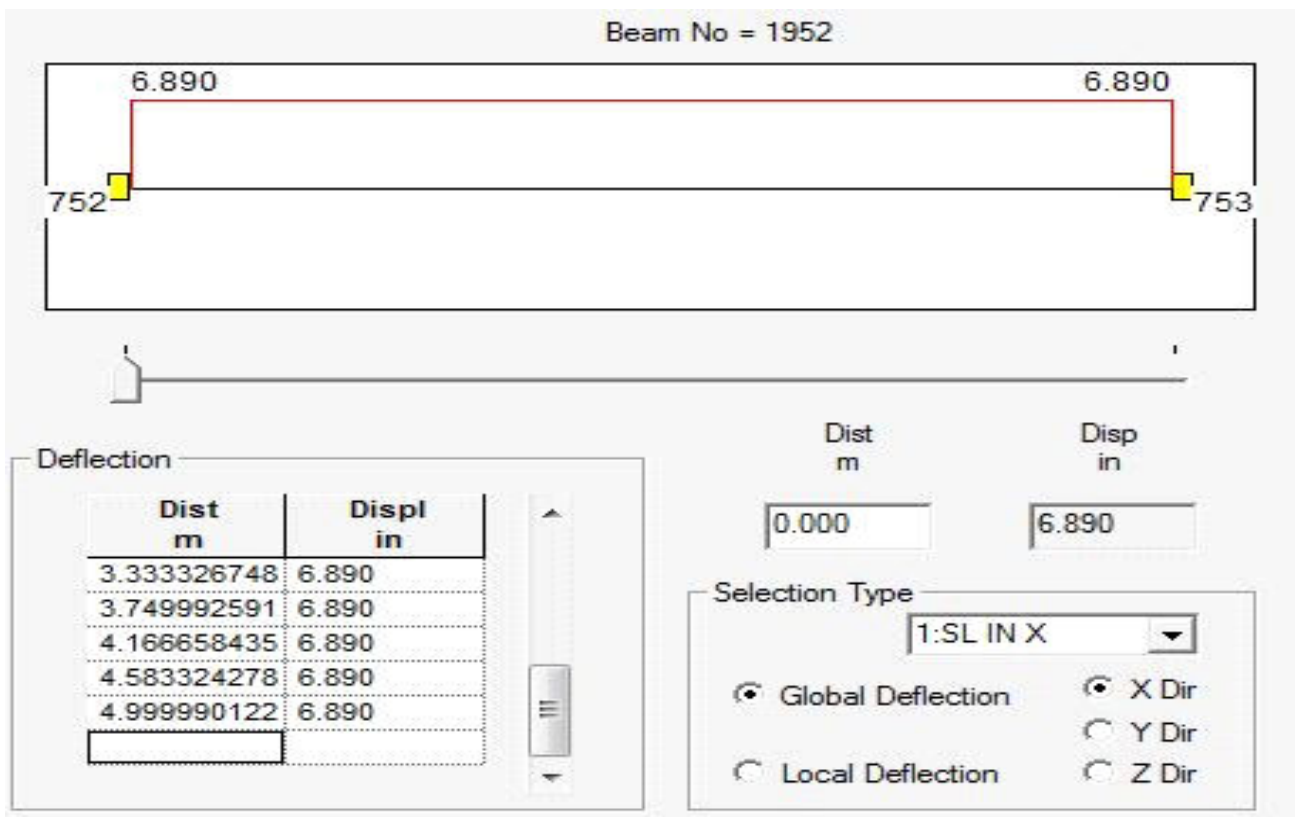 Beam No = 1952
6.890 6.890
752 753
Deflection
Dist Displ
m in
3.333326748 6.890
3.749992591 6.890
4.166658435 6.890
4.583324278 6.890
4.999990122 6.890
Dist Disp
m in
0.000 6.890
Selection Type
1:SL IN X
Global Deflection X Dir
Y Dir
Local Deflection Z Dir